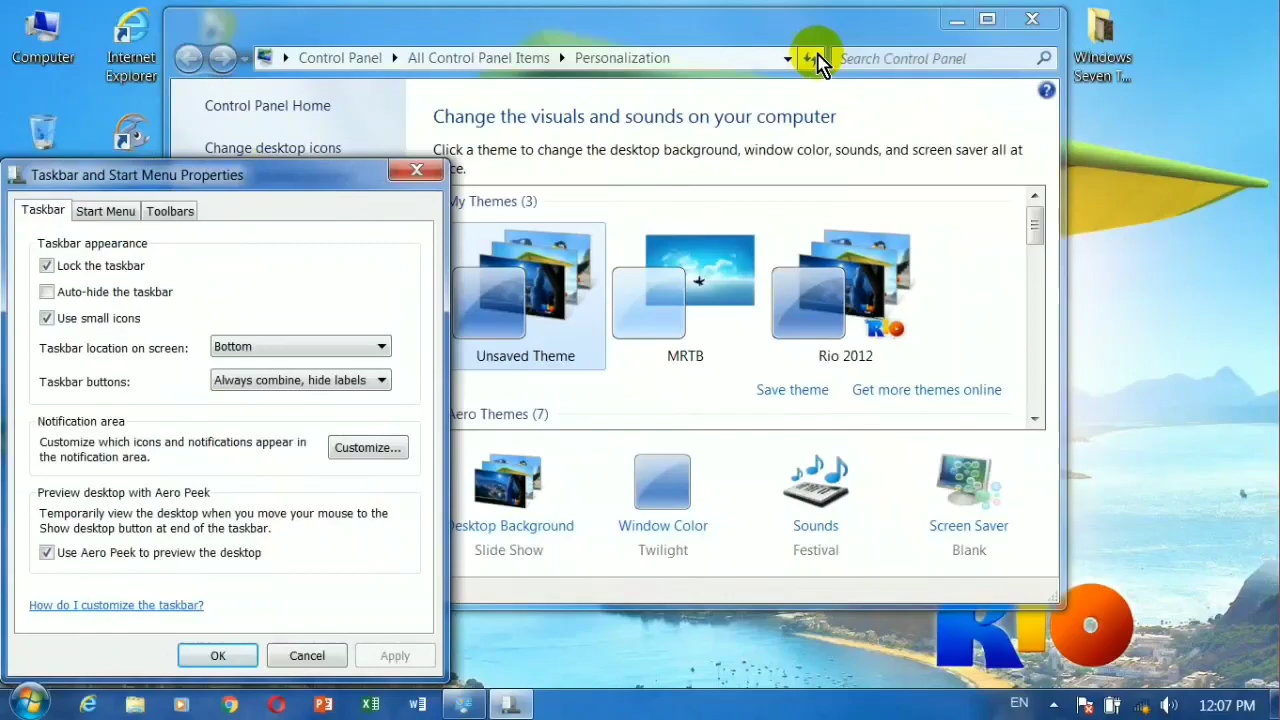 Computer
Internet
Explorer
Control Panel
All Control Panel Items
Personalization
Search Control Panel
Windows
Seven T...
Control Panel Home
Change desktop icons
Change the visuals and sounds on your computer
Click a theme to change the desktop background, window color, sounds, and screen saver all at
ce.
My Themes (3)
Unsaved Theme
MRTB
Rio 2012
Save theme
Get more themes online
Aero Themes (7)
Desktop Background
Slide Show
Window Color
Twilight
Sounds
Festival
Screen Saver
Blank
Taskbar and Start Menu Properties
Taskbar
Start Menu
Toolbars
Taskbar appearance
Lock the taskbar
Auto-hide the taskbar
Use small icons
Taskbar location on screen:
Bottom
Taskbar buttons:
Always combine, hide labels
Notification area
Customize which icons and notifications appear in
the notification area.
Customize...
Preview desktop with Aero Peek
Temporarily view the desktop when you move your mouse to the
Show desktop button at end of the taskbar.
Use Aero Peek to preview the desktop
How do I customize the taskbar?
OK
Cancel
Apply
RIO
EN
12:07 PM